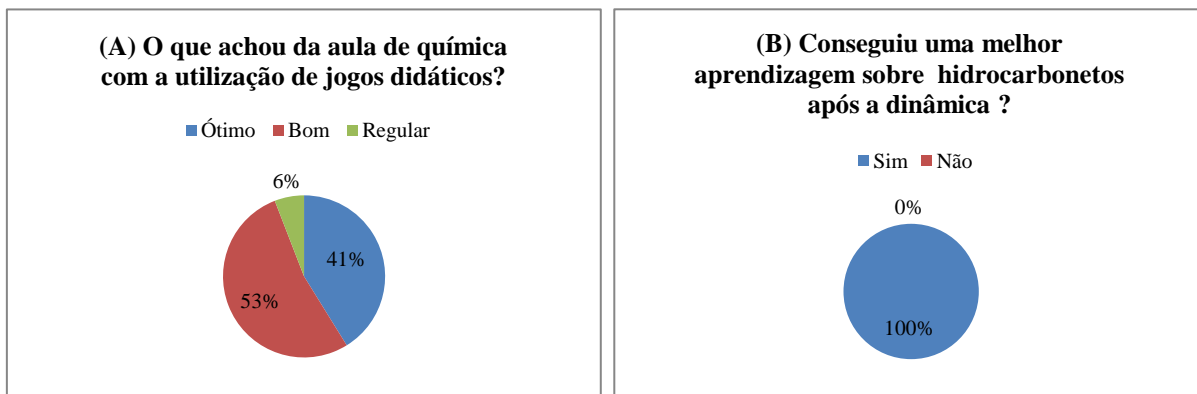 (A) O que achou da aula de química
com a utilização de jogos didáticos?
Ótimo Bom Regular
6%
41%
53%
(B) Conseguiu uma melhor
aprendizagem sobre hidrocarbonetos
após a dinâmica ?
Sim Não
0%
100%